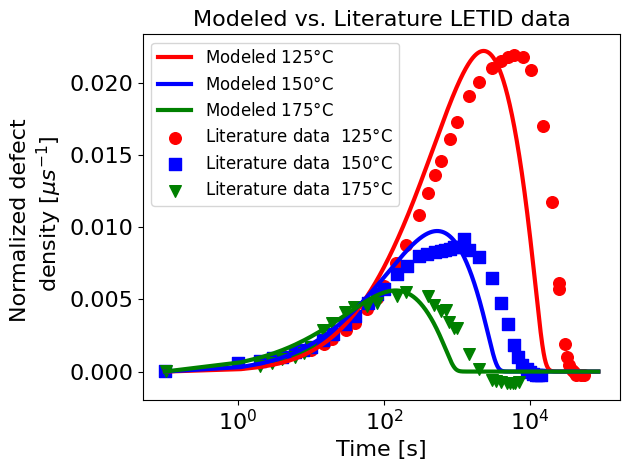 Modeled vs. Literature LETID data
Modeled 125°C
Modeled 150°C
Modeled 175°C
Literature data 125°C
Literature data 150°C
Literature data 175°C
Normalized defect
density [μs⁻¹]
0.020
0.015
0.010
0.005
0.000
10⁰ 10² 10⁴
Time [s]